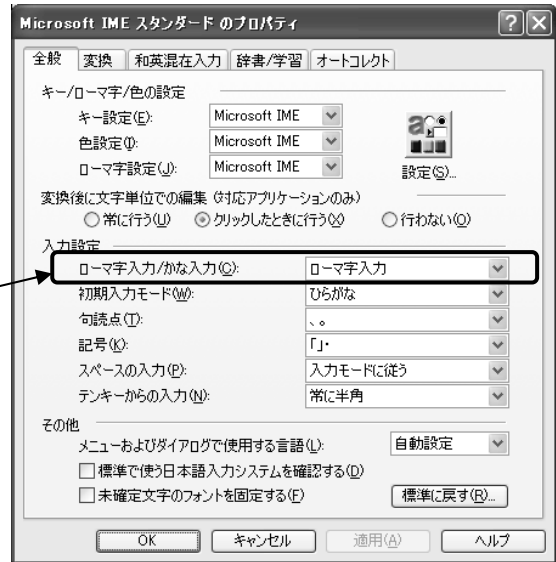 Microsoft IME スタンダード のプロパティ
全般 変換 和英混在入力 辞書/学習 オートコレクト
キー/ローマ字/色の設定
キー設定(E): Microsoft IME
色設定(I): Microsoft IME
ローマ字設定(J): Microsoft IME
設定(S)...
変換後に文字単位での編集 (対応アプリケーションのみ)
常に行う(U) クリックしたときに行う(X) 行わない(O)
入力設定
ローマ字入力/かな入力(C): ローマ字入力
初期入力モード(W): ひらがな
句読点(T): 、。
記号(K): 「」・
スペースの入力(P): 入力モードに従う
テンキーからの入力(N): 常に半角
その他
メニューおよびダイアログで使用する言語(L): 自動設定
標準で使う日本語入力システムを確認する(D)
未確定文字のフォントを固定する(F) 標準に戻す(R)...
OK キャンセル 適用(A) ヘルプ